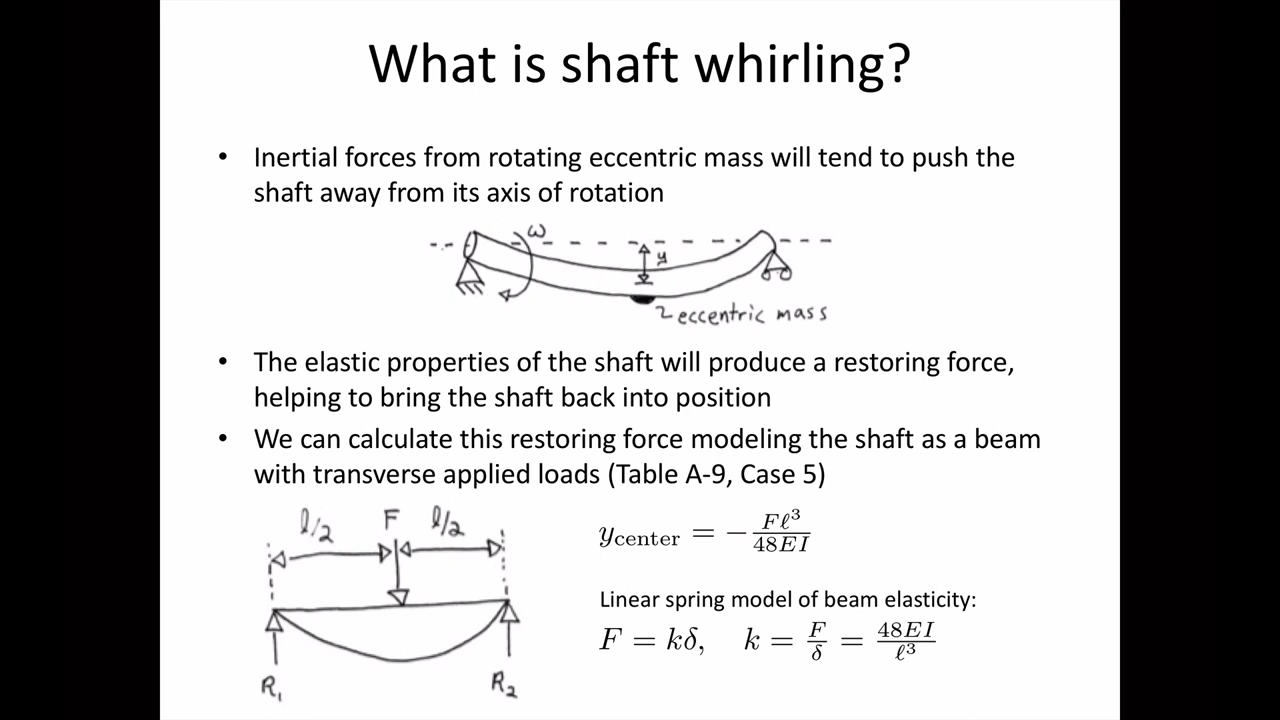 What is shaft whirling?
• Inertial forces from rotating eccentric mass will tend to push the
shaft away from its axis of rotation
ω
y
eccentric mass
• The elastic properties of the shaft will produce a restoring force,
helping to bring the shaft back into position
• We can calculate this restoring force modeling the shaft as a beam
with transverse applied loads (Table A-9, Case 5)
l/2 F l/2
R₁ R₂
y_center = − Fℓ³/48EI
Linear spring model of beam elasticity:
F = kδ, k = F/δ = 48EI/ℓ³